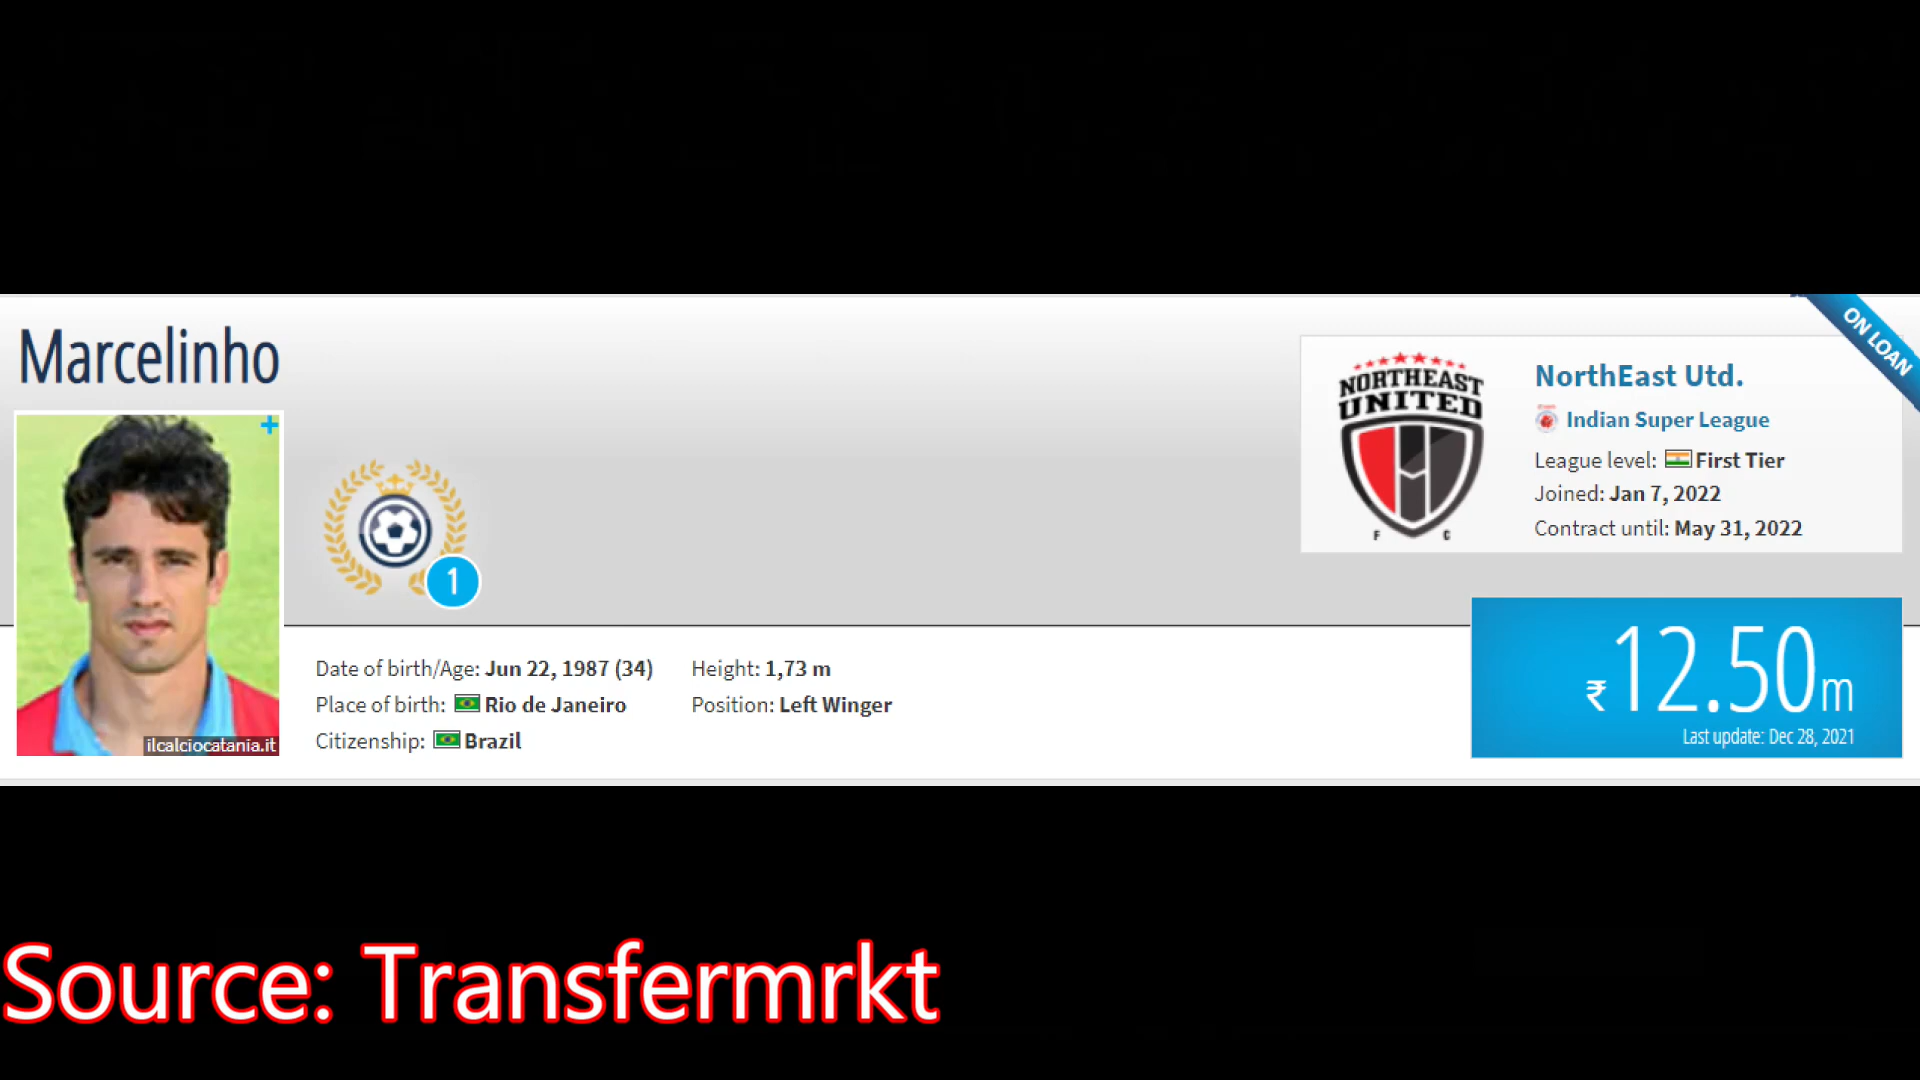 Marcelinho
ON LOAN
NORTHEAST
UNITED
F C
NorthEast Utd.
Indian Super League
League level: First Tier
Joined: Jan 7, 2022
Contract until: May 31, 2022
1
Date of birth/Age: Jun 22, 1987 (34)
Height: 1,73 m
Place of birth: Rio de Janeiro
Position: Left Winger
Citizenship: Brazil
ilcalciocatania.it
₹12.50m
Last update: Dec 28, 2021
Source: Transfermrkt